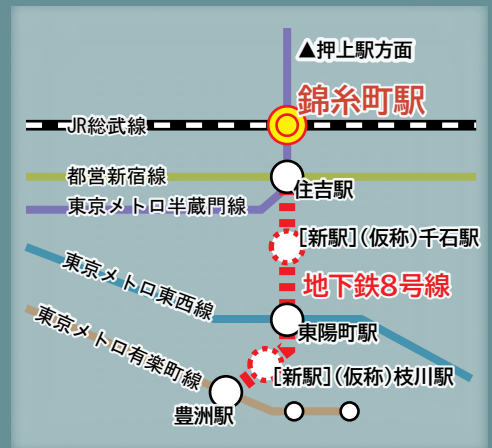 ▲押上駅方面
錦糸町駅
JR総武線
都営新宿線
住吉駅
東京メトロ半蔵門線
[新駅](仮称)千石駅
東京メトロ東西線
地下鉄8号線
東陽町駅
東京メトロ有楽町線
[新駅](仮称)枝川駅
豊洲駅